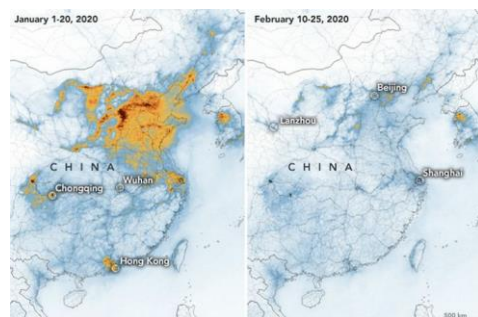 January 1-20, 2020
February 10-25, 2020
Beijing
Lanzhou
CHINA
CHINA
Wuhan
Chongqing
Shanghai
Hong Kong
500 km